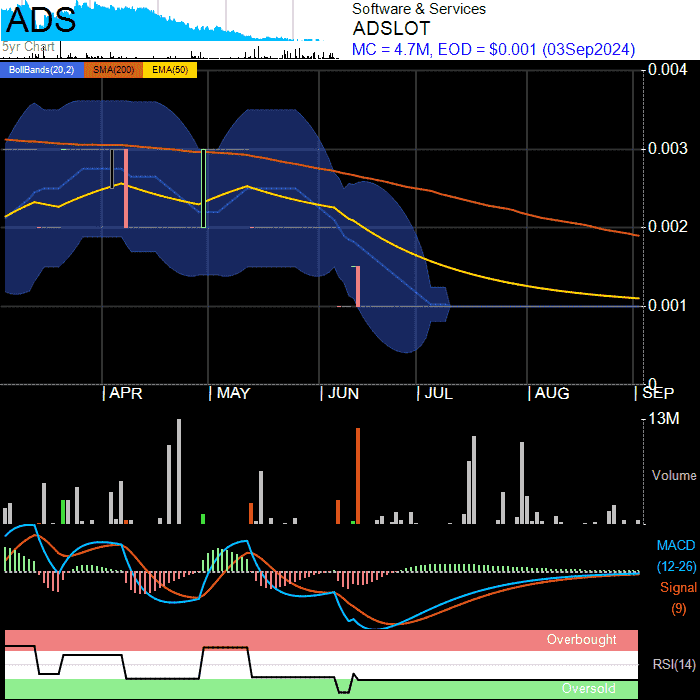 ADS
5yr Chart
Software & Services
ADSLOT
MC = 4.7M, EOD = $0.001 (03Sep2024)
BollBands(20,2) SMA(200) EMA(50)
0.004
0.003
0.002
0.001
0
APR MAY JUN JUL AUG SEP
13M
Volume
MACD
(12-26)
Signal
(9)
Overbought
RSI(14)
Oversold